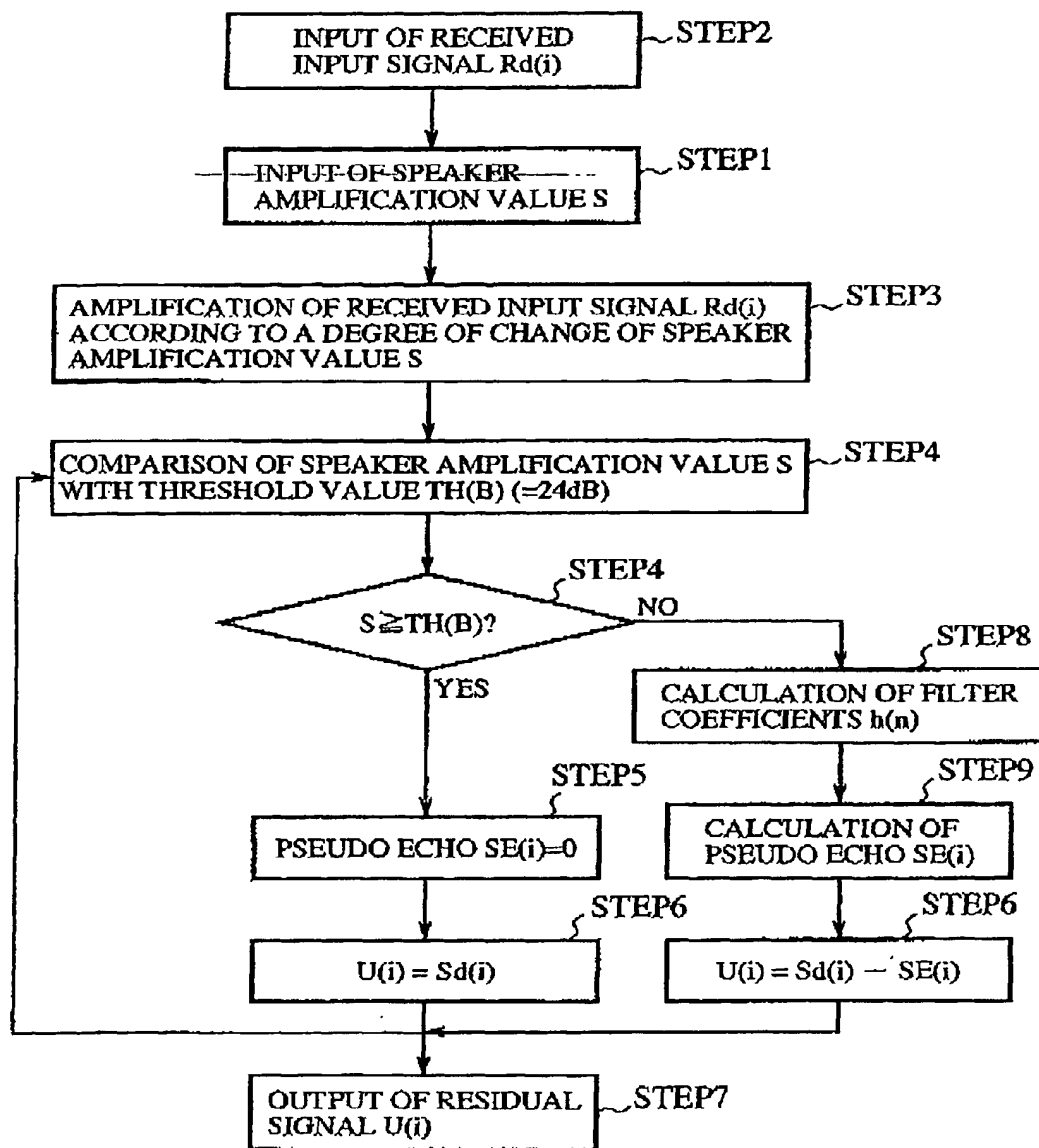 INPUT OF RECEIVED
INPUT SIGNAL Rd(i)
STEP2
INPUT OF SPEAKER
AMPLIFICATION VALUE S
STEP1
AMPLIFICATION OF RECEIVED INPUT SIGNAL Rd(i)
ACCORDING TO A DEGREE OF CHANGE OF SPEAKER
AMPLIFICATION VALUE S
STEP3
COMPARISON OF SPEAKER AMPLIFICATION VALUE S
WITH THRESHOLD VALUE TH(B) (=24dB)
STEP4
STEP4
S≧TH(B)?
NO
YES
STEP8
CALCULATION OF FILTER
COEFFICIENTS h(n)
STEP5
PSEUDO ECHO SE(i)=0
STEP9
CALCULATION OF
PSEUDO ECHO SE(i)
STEP6
U(i) = Sd(i)
STEP6
U(i) = Sd(i) − SE(i)
OUTPUT OF RESIDUAL
SIGNAL U(i)
STEP7